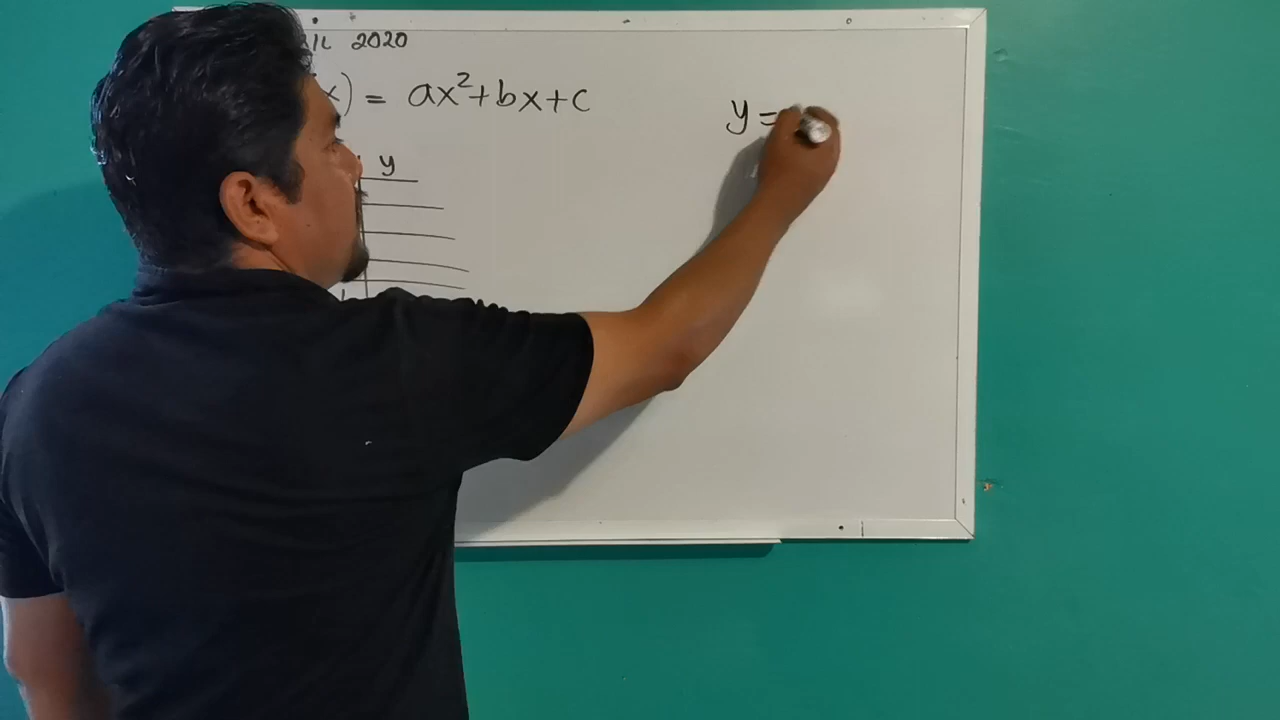 2020
x) = ax²+bx+c
y =
y